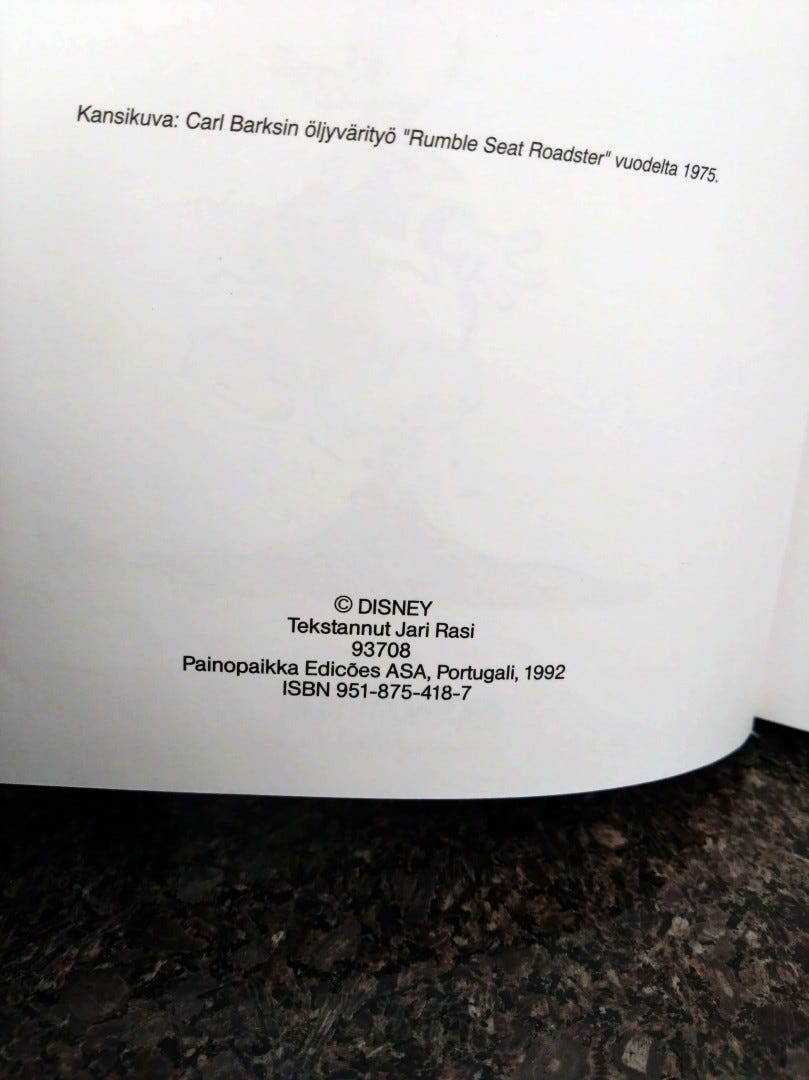 Kansikuva: Carl Barksin öljyvärityö "Rumble Seat Roadster" vuodelta 1975.
© DISNEY
Tekstannut Jari Rasi
93708
Painopaikka Edicões ASA, Portugali, 1992
ISBN 951-875-418-7